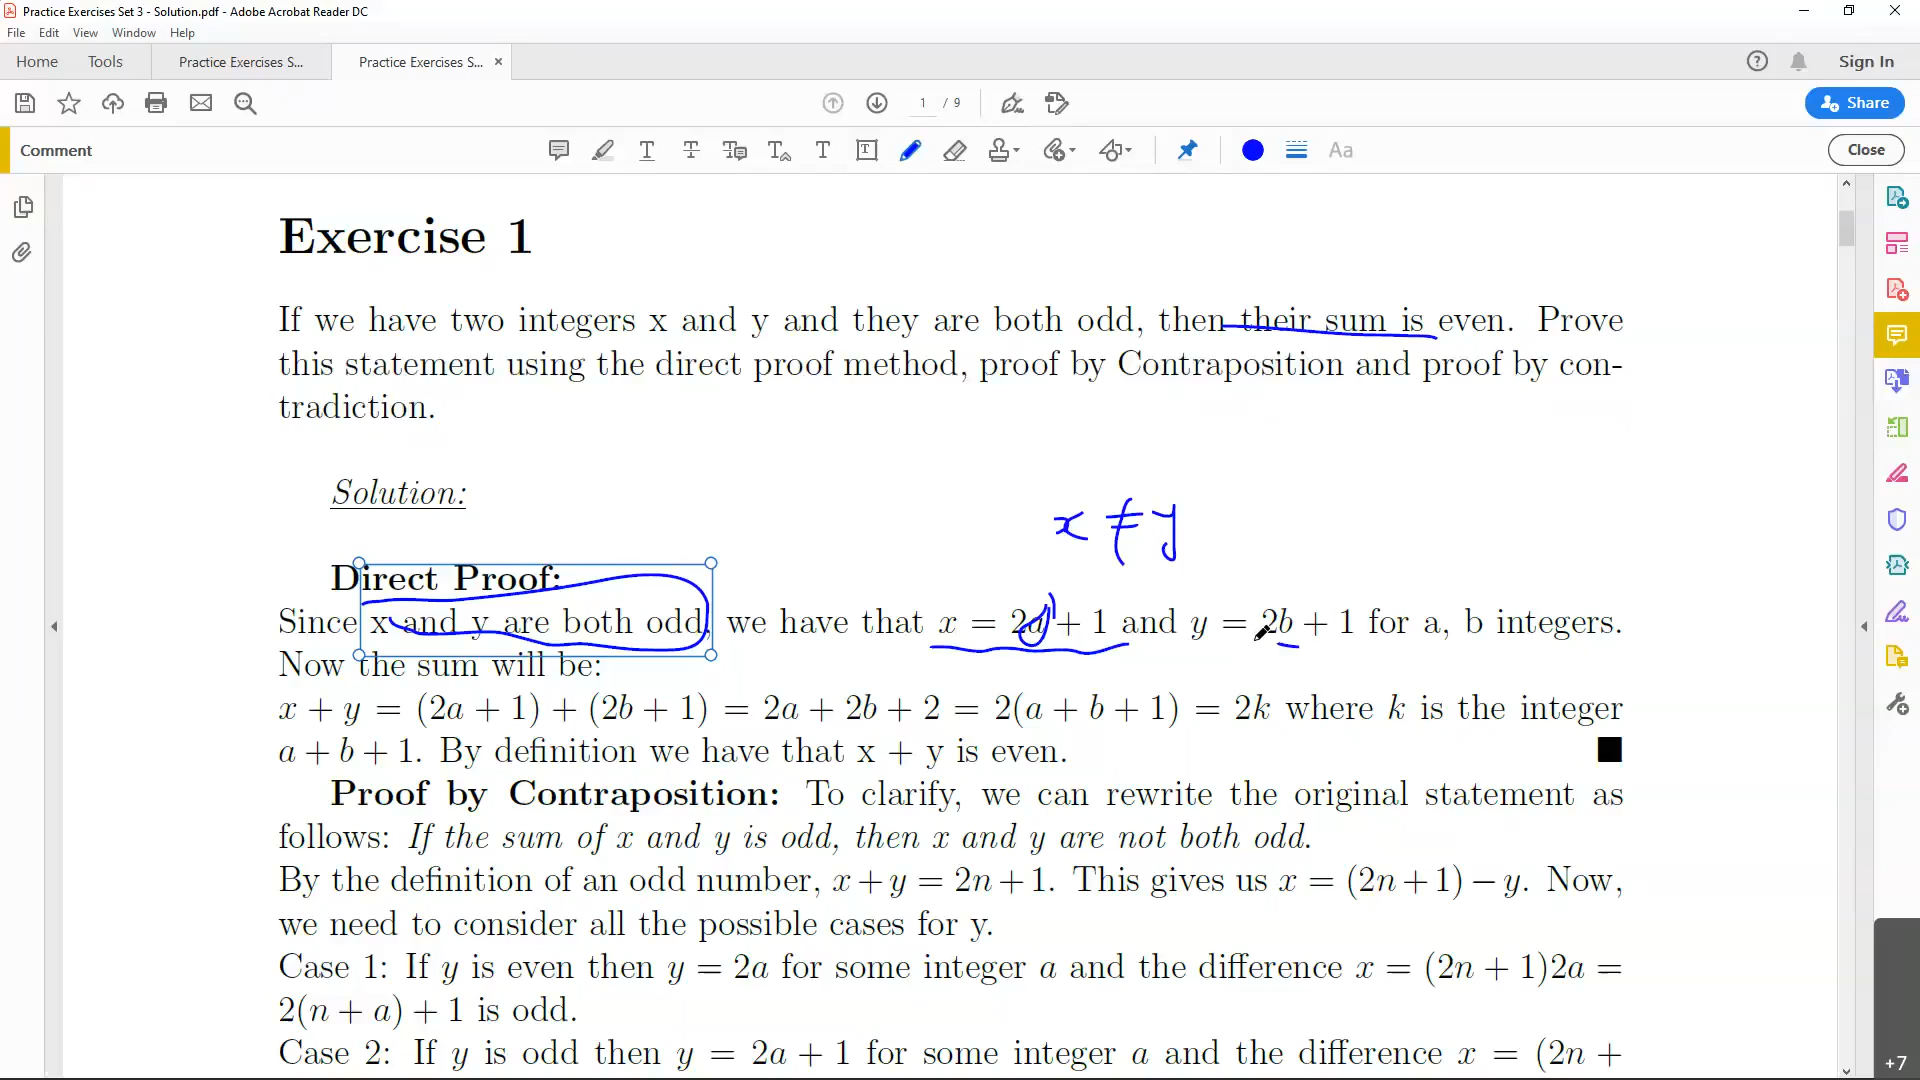 Practice Exercises Set 3 - Solution.pdf - Adobe Acrobat Reader DC
File Edit View Window Help
Home Tools Practice Exercises S... Practice Exercises S... × Sign In
1 / 9 Share
Comment Aa Close
Exercise 1
If we have two integers x and y and they are both odd, then their sum is even. Prove
this statement using the direct proof method, proof by Contraposition and proof by con-
tradiction.
Solution:
x ≠ y
Direct Proof:
Since x and y are both odd, we have that x = 2a + 1 and y = 2b + 1 for a, b integers.
Now the sum will be:
x + y = (2a + 1) + (2b + 1) = 2a + 2b + 2 = 2(a + b + 1) = 2k where k is the integer
a + b + 1. By definition we have that x + y is even. ■
Proof by Contraposition: To clarify, we can rewrite the original statement as
follows: If the sum of x and y is odd, then x and y are not both odd.
By the definition of an odd number, x+y = 2n+1. This gives us x = (2n+1) − y. Now,
we need to consider all the possible cases for y.
Case 1: If y is even then y = 2a for some integer a and the difference x = (2n + 1)2a =
2(n + a) + 1 is odd.
Case 2: If y is odd then y = 2a + 1 for some integer a and the difference x = (2n +
+7